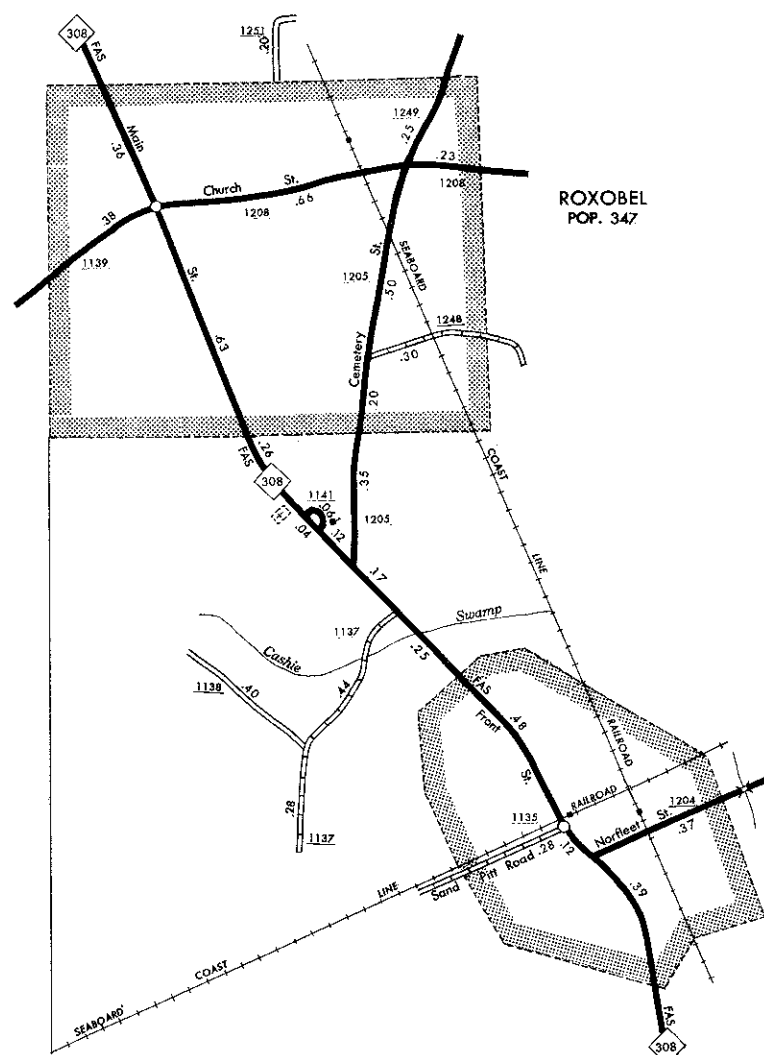 308
FAS
1251
.20
Main
.36
1249
.25
.23
1208
Church St.
.66
1208
ROXOBEL
POP. 347
.38
1139
St.
.63
1205
St.
.50
SEABOARD
1248
.30
Cemetery
.20
COAST
.26
FAS
308
1141
.06
.04
.12
.35
1205
.17
LINE
Swamp
1137
Cashie
.25
1138
.40
.44
FAS
Front
.48
St.
RAILROAD
.28
1137
RAILROAD
1135
1204
Norfleet St.
.37
Sand Pitt Road .28
.12
.39
LINE
COAST
SEABOARD
FAS
308